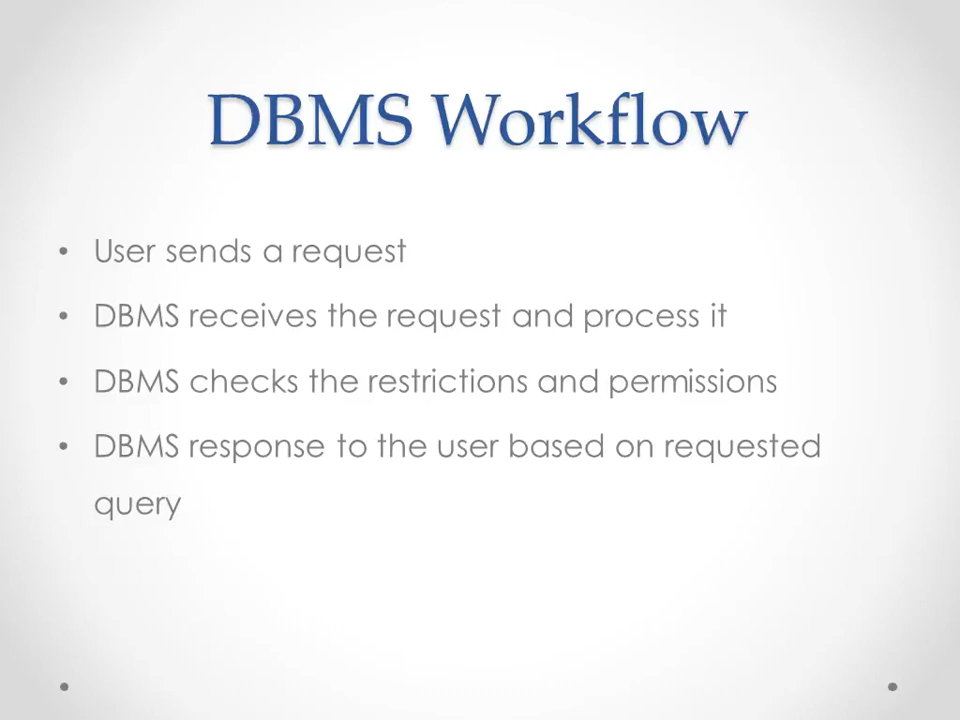 DBMS Workflow
• User sends a request
• DBMS receives the request and process it
• DBMS checks the restrictions and permissions
• DBMS response to the user based on requested
query